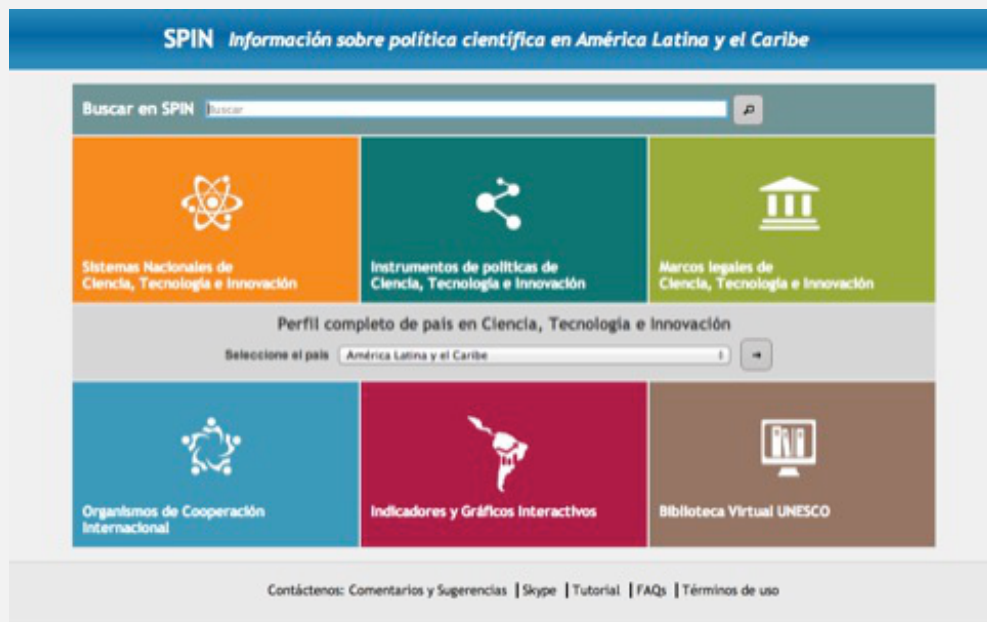 SPIN Información sobre política científica en América Latina y el Caribe
Buscar en SPIN Buscar
Sistemas Nacionales de
Ciencia, Tecnología e Innovación
Instrumentos de políticas de
Ciencia, Tecnología e Innovación
Marcos legales de
Ciencia, Tecnología e Innovación
Perfil completo de país en Ciencia, Tecnología e Innovación
Seleccione el país América Latina y el Caribe
Organismos de Cooperación
Internacional
Indicadores y Gráficos Interactivos
Biblioteca Virtual UNESCO
Contáctenos: Comentarios y Sugerencias | Skype | Tutorial | FAQs | Términos de uso